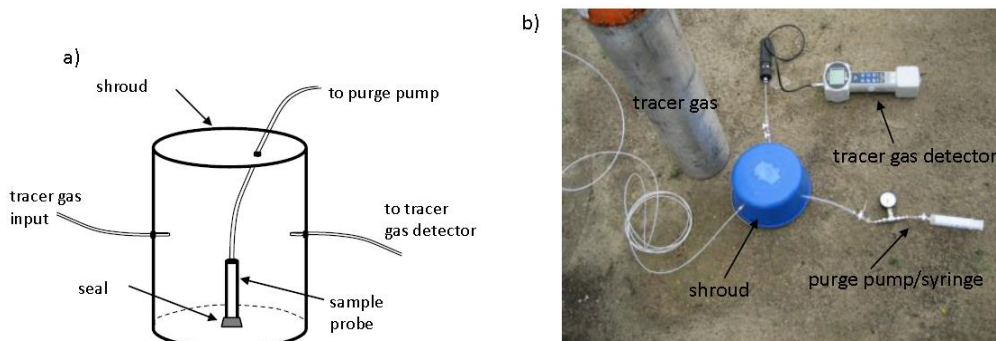 a)
shroud
to purge pump
tracer gas
input
to tracer
gas detector
seal
sample
probe
b)
tracer gas
tracer gas detector
shroud
purge pump/syringe